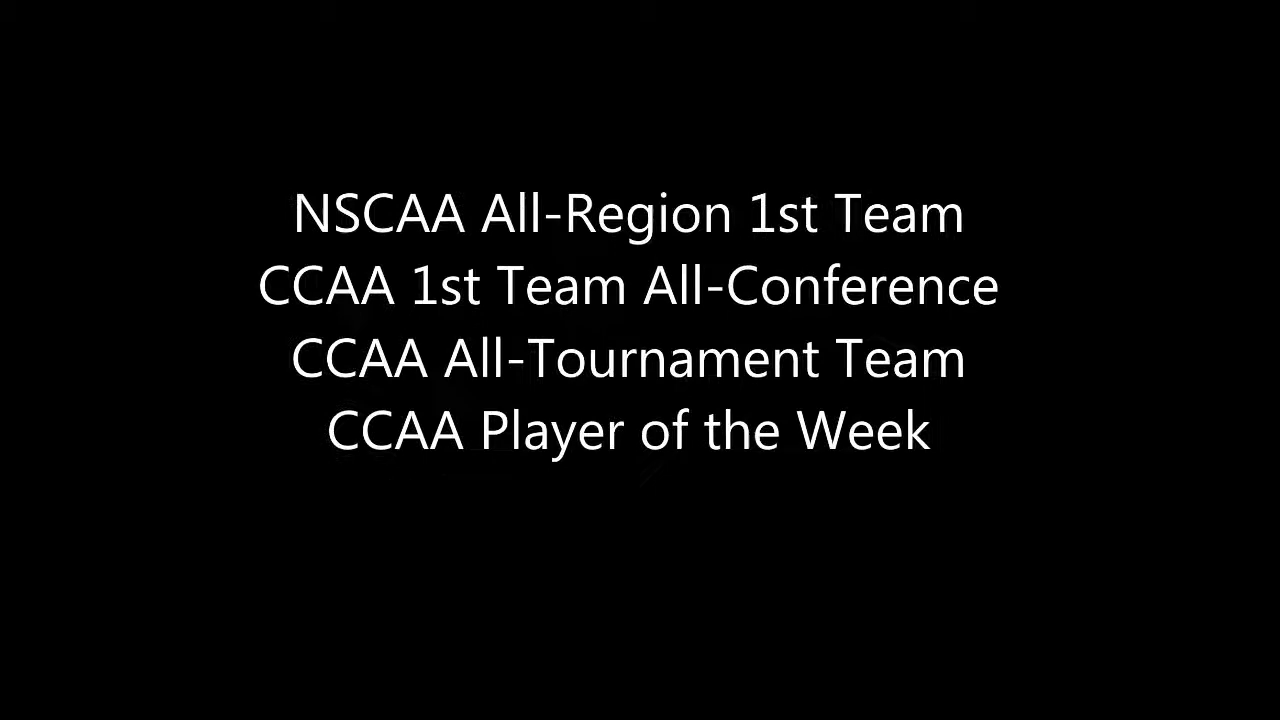 NSCAA All-Region 1st Team
CCAA 1st Team All-Conference
CCAA All-Tournament Team
CCAA Player of the Week